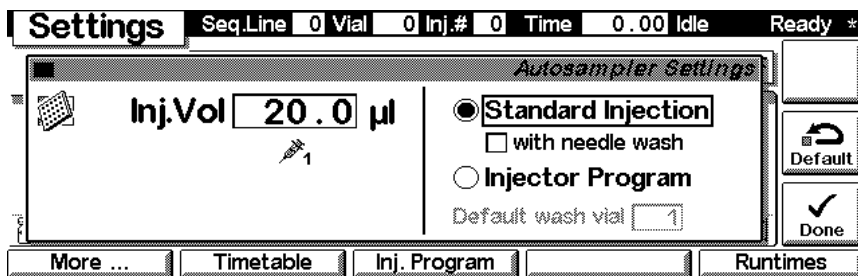 Settings Seq.Line 0 Vial 0 Inj.# 0 Time 0.00 Idle Ready *
Autosampler Settings
Inj.Vol 20.0 µl
1
Standard Injection
with needle wash
Injector Program
Default wash vial 1
Default
Done
More ... Timetable Inj. Program Runtimes